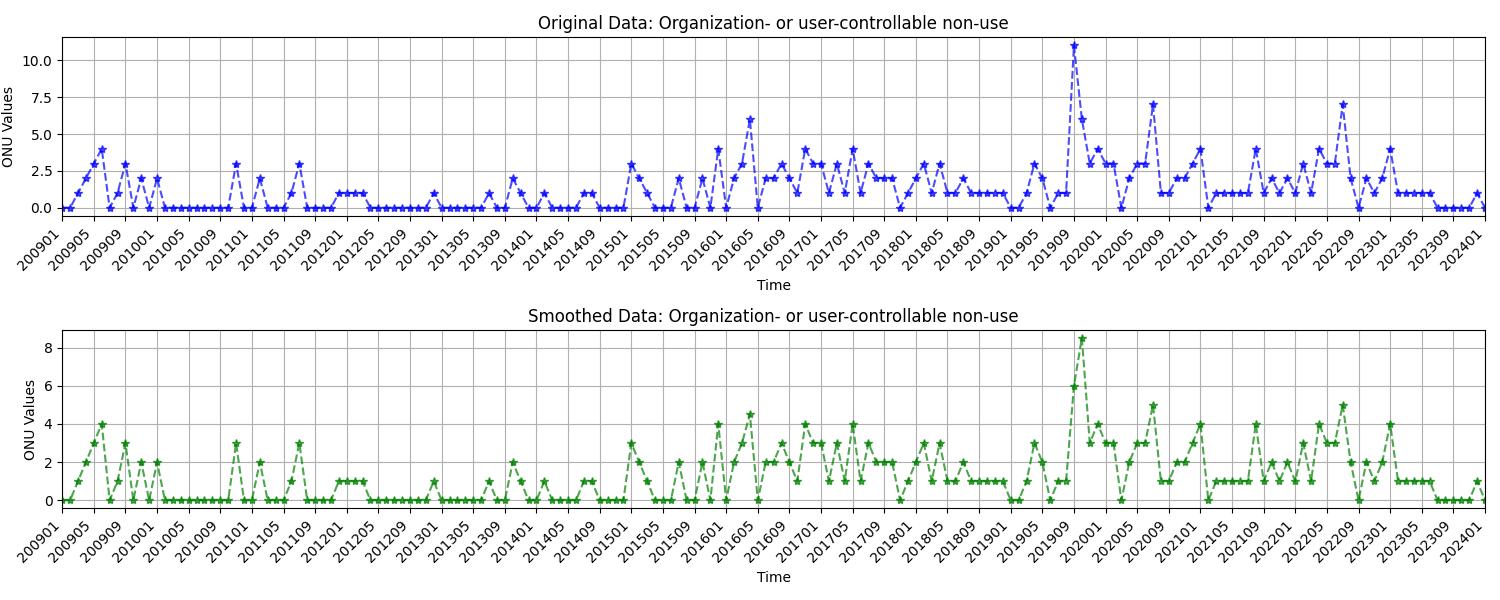 Original Data: Organization- or user-controllable non-use
ONU Values
10.0
7.5
5.0
2.5
0.0
200901 200905 200909 201001 201005 201009 201101 201105 201109 201201 201205 201209 201301 201305 201309 201401 201405 201409 201501 201505 201509 201601 201605 201609 201701 201705 201709 201801 201805 201809 201901 201905 201909 202001 202005 202009 202101 202105 202109 202201 202205 202209 202301 202305 202309 202401
Time
Smoothed Data: Organization- or user-controllable non-use
ONU Values
8
6
4
2
0
200901 200905 200909 201001 201005 201009 201101 201105 201109 201201 201205 201209 201301 201305 201309 201401 201405 201409 201501 201505 201509 201601 201605 201609 201701 201705 201709 201801 201805 201809 201901 201905 201909 202001 202005 202009 202101 202105 202109 202201 202205 202209 202301 202305 202309 202401
Time